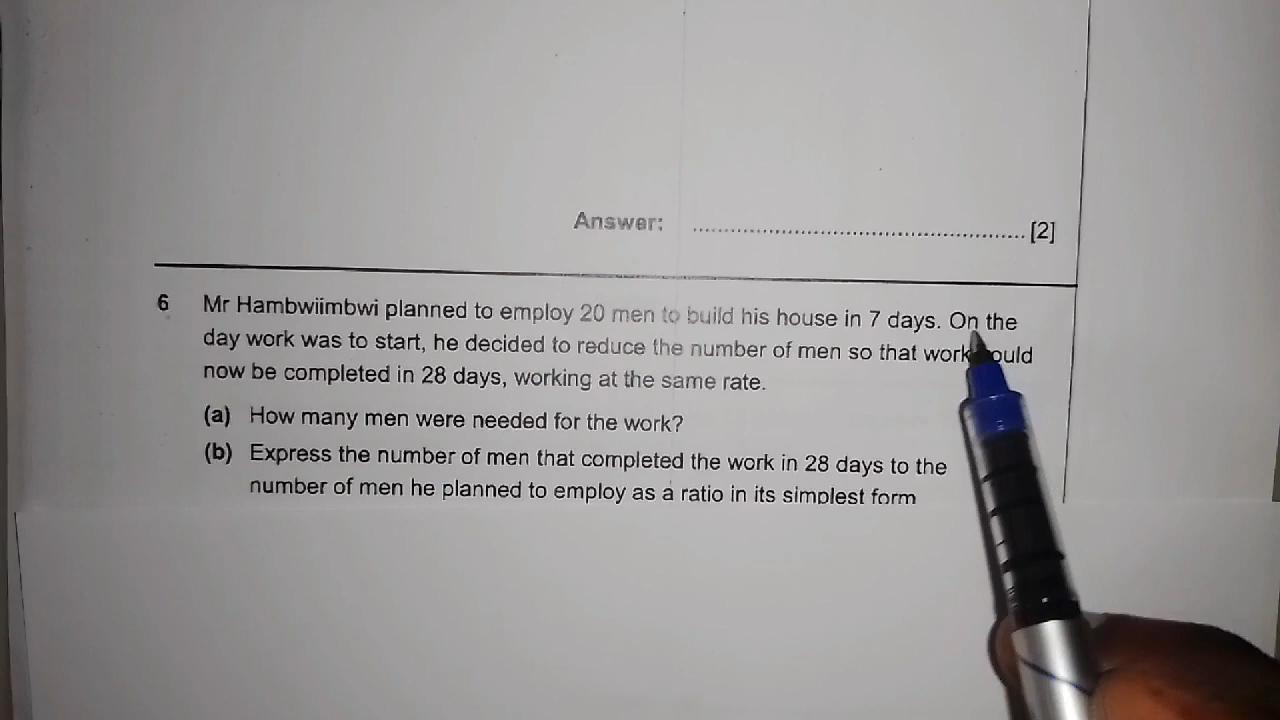 Answer: ........................................................ [2]
6 Mr Hambwiimbwi planned to employ 20 men to build his house in 7 days. On the
day work was to start, he decided to reduce the number of men so that work ould
now be completed in 28 days, working at the same rate.
(a) How many men were needed for the work?
(b) Express the number of men that completed the work in 28 days to the
number of men he planned to employ as a ratio in its simplest form